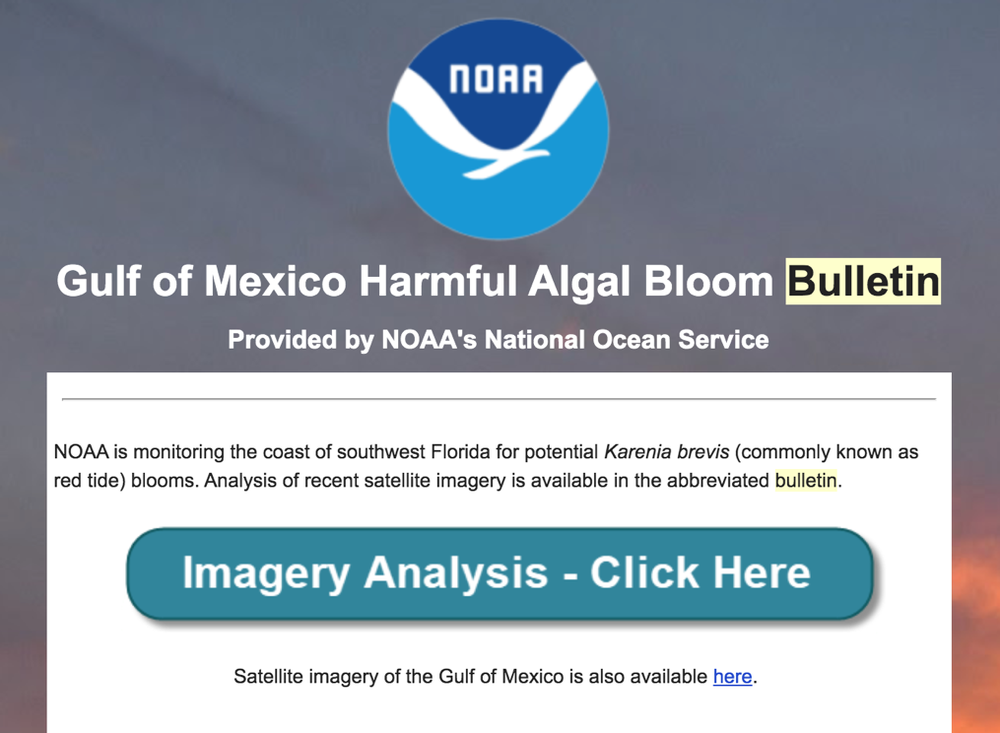 NOAA
Gulf of Mexico Harmful Algal Bloom Bulletin
Provided by NOAA's National Ocean Service
NOAA is monitoring the coast of southwest Florida for potential Karenia brevis (commonly known as
red tide) blooms. Analysis of recent satellite imagery is available in the abbreviated bulletin.
Imagery Analysis - Click Here
Satellite imagery of the Gulf of Mexico is also available here.